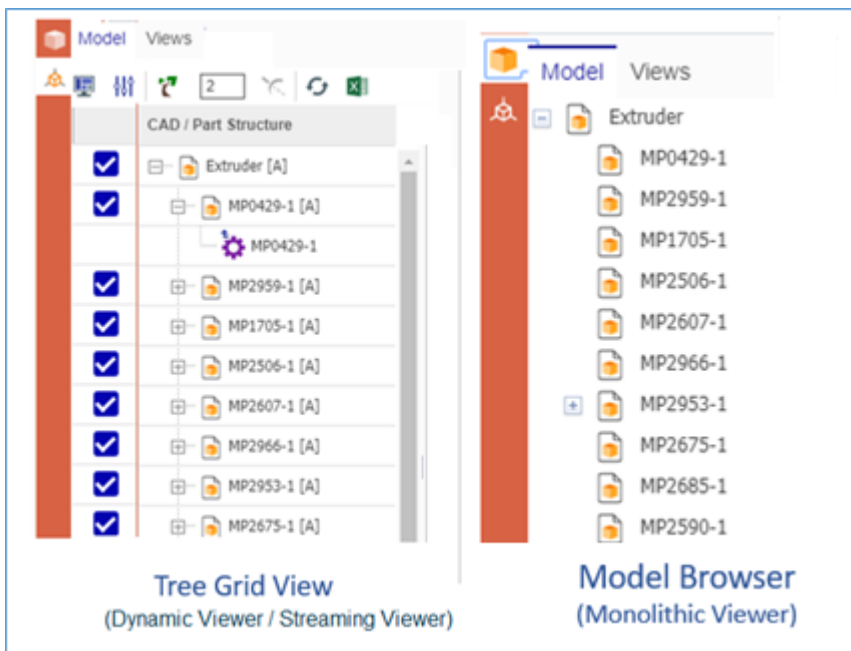 Model Views
2
CAD / Part Structure
Extruder [A]
MP0429-1 [A]
MP0429-1
MP2959-1 [A]
MP1705-1 [A]
MP2506-1 [A]
MP2607-1 [A]
MP2966-1 [A]
MP2953-1 [A]
MP2675-1 [A]
Tree Grid View
(Dynamic Viewer / Streaming Viewer)
Model Views
Extruder
MP0429-1
MP2959-1
MP1705-1
MP2506-1
MP2607-1
MP2966-1
MP2953-1
MP2675-1
MP2685-1
MP2590-1
Model Browser
(Monolithic Viewer)